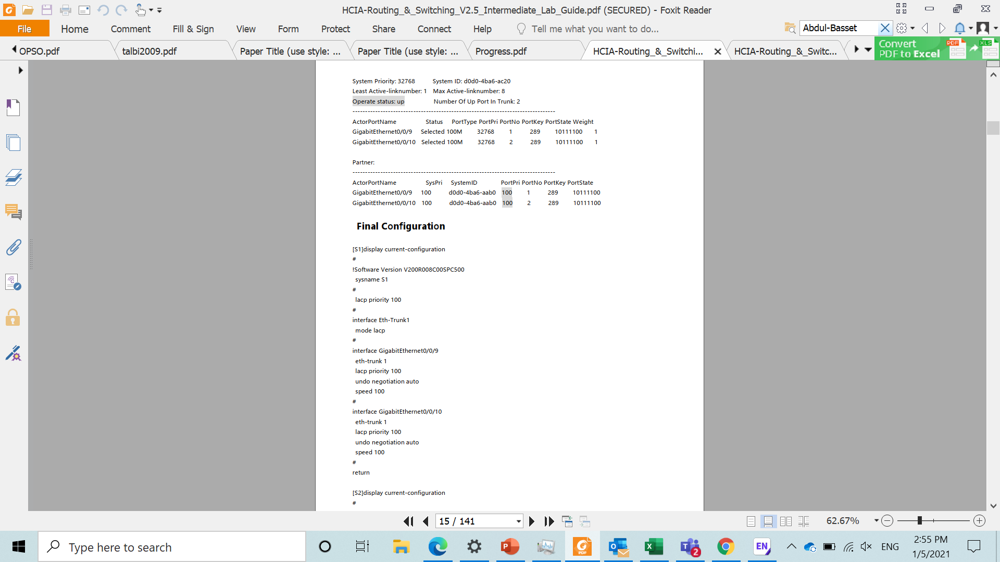 HCIA-Routing_&_Switching_V2.5_Intermediate_Lab_Guide.pdf (SECURED) - Foxit Reader
File Home Comment Fill & Sign View Form Protect Share Connect Help Tell me what you want to do... Abdul-Basset
OPSO.pdf talbi2009.pdf Paper Title (use style: ... Paper Title (use style: ... Progress.pdf HCIA-Routing_&_Switchi... HCIA-Routing_&_Switc...
Convert PDF
PDF to Excel XLS
System Priority: 32768 System ID: d0d0-4ba6-ac20
Least Active-linknumber: 1 Max Active-linknumber: 8
Operate status: up Number Of Up Port In Trunk: 2
--------------------------------------------------------------------------------
ActorPortName Status PortType PortPri PortNo PortKey PortState Weight
GigabitEthernet0/0/9 Selected 100M 32768 1 289 10111100 1
GigabitEthernet0/0/10 Selected 100M 32768 2 289 10111100 1
Partner:
--------------------------------------------------------------------------------
ActorPortName SysPri SystemID PortPri PortNo PortKey PortState
GigabitEthernet0/0/9 100 d0d0-4ba6-aab0 100 1 289 10111100
GigabitEthernet0/0/10 100 d0d0-4ba6-aab0 100 2 289 10111100
Final Configuration
[S1]display current-configuration
#
!Software Version V200R008C00SPC500
sysname S1
#
lacp priority 100
#
interface Eth-Trunk1
mode lacp
#
interface GigabitEthernet0/0/9
eth-trunk 1
lacp priority 100
undo negotiation auto
speed 100
#
interface GigabitEthernet0/0/10
eth-trunk 1
lacp priority 100
undo negotiation auto
speed 100
#
return
[S2]display current-configuration
#
15 / 141 62.67%
Type here to search
EN
2
ENG
2:55 PM
1/5/2021